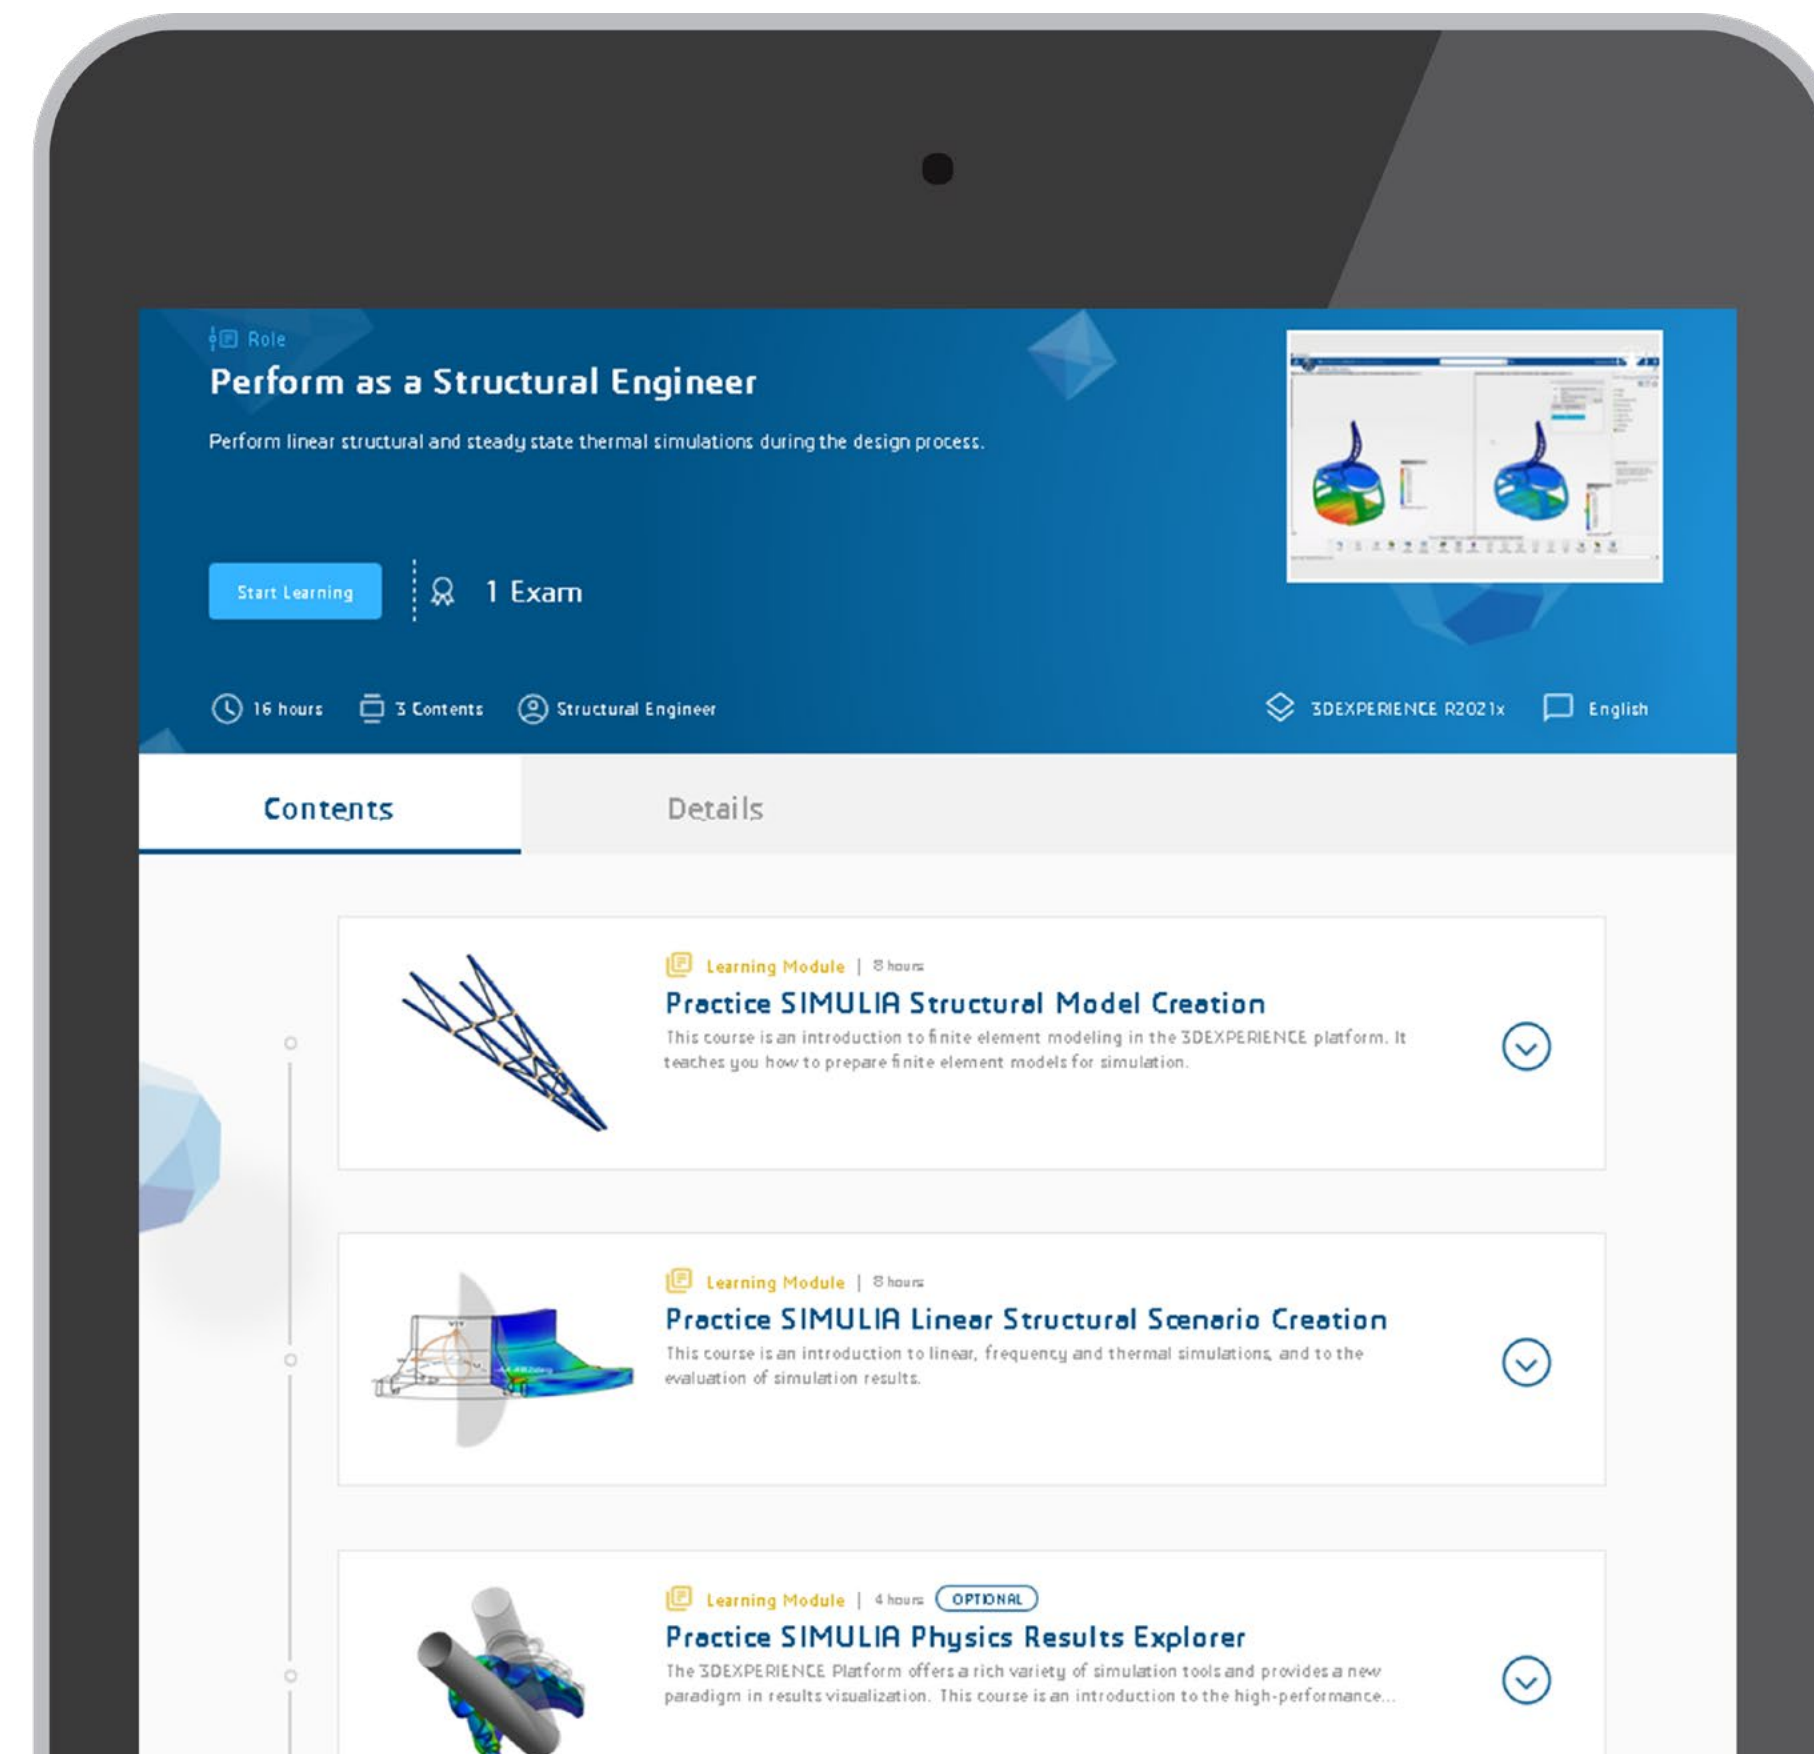 Role
Perform as a Structural Engineer
Perform linear structural and steady state thermal simulations during the design process.
Start Learning
1 Exam
16 hours
3 Contents
Structural Engineer
3DEXPERIENCE R2021x
English
Contents
Details
Learning Module | 8 hours
Practice SIMULIA Structural Model Creation
This course is an introduction to finite element modeling in the 3DEXPERIENCE platform. It
teaches you how to prepare finite element models for simulation.
Learning Module | 8 hours
Practice SIMULIA Linear Structural Scenario Creation
This course is an introduction to linear, frequency and thermal simulations, and to the
evaluation of simulation results.
Learning Module | 4 hours OPTIONAL
Practice SIMULIA Physics Results Explorer
The 3DEXPERIENCE Platform offers a rich variety of simulation tools and provides a new
paradigm in results visualization. This course is an introduction to the high-performance...